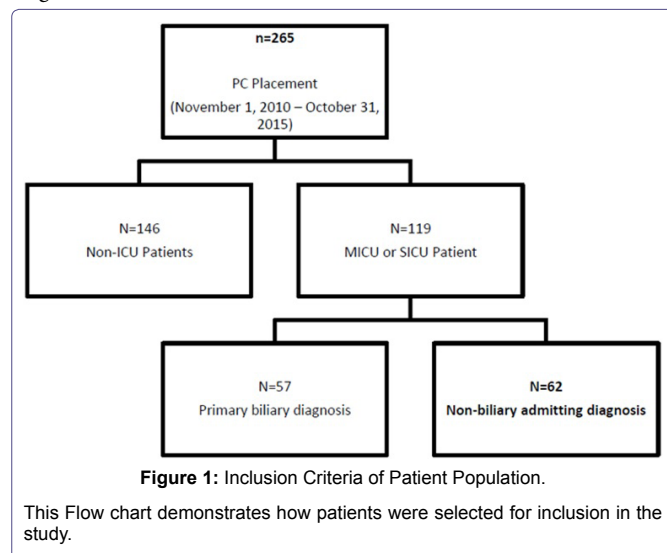 n=265
PC Placement
(November 1, 2010 – October 31,
2015)
N=146
Non-ICU Patients
N=119
MICU or SICU Patient
N=57
Primary biliary diagnosis
N=62
Non-biliary admitting diagnosis
Figure 1: Inclusion Criteria of Patient Population.
This Flow chart demonstrates how patients were selected for inclusion in the
study.